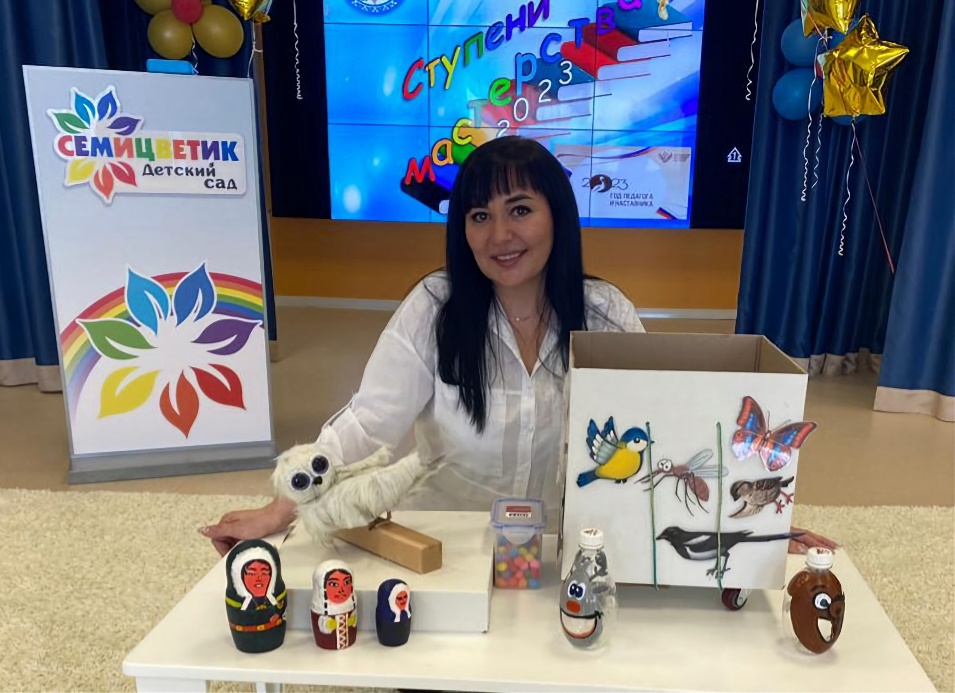 Ступени
мастерства
2023
СЕМИЦВЕТИК
Детский
сад
2023
ГОД ПЕДАГОГА
И НАСТАВНИКА